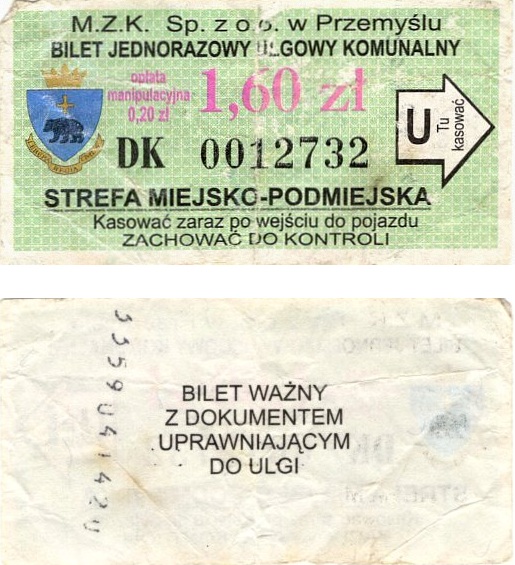 M.Z.K. Sp. z o.o. w Przemyślu
BILET JEDNORAZOWY ULGOWY KOMUNALNY
opłata
manipulacyjna
0,20 zł
1,60 zł
U
Tu
kasować
DK 0012732
STREFA MIEJSKO-PODMIEJSKA
Kasować zaraz po wejściu do pojazdu
ZACHOWAĆ DO KONTROLI
BILET WAŻNY
Z DOKUMENTEM
UPRAWNIAJĄCYM
DO ULGI